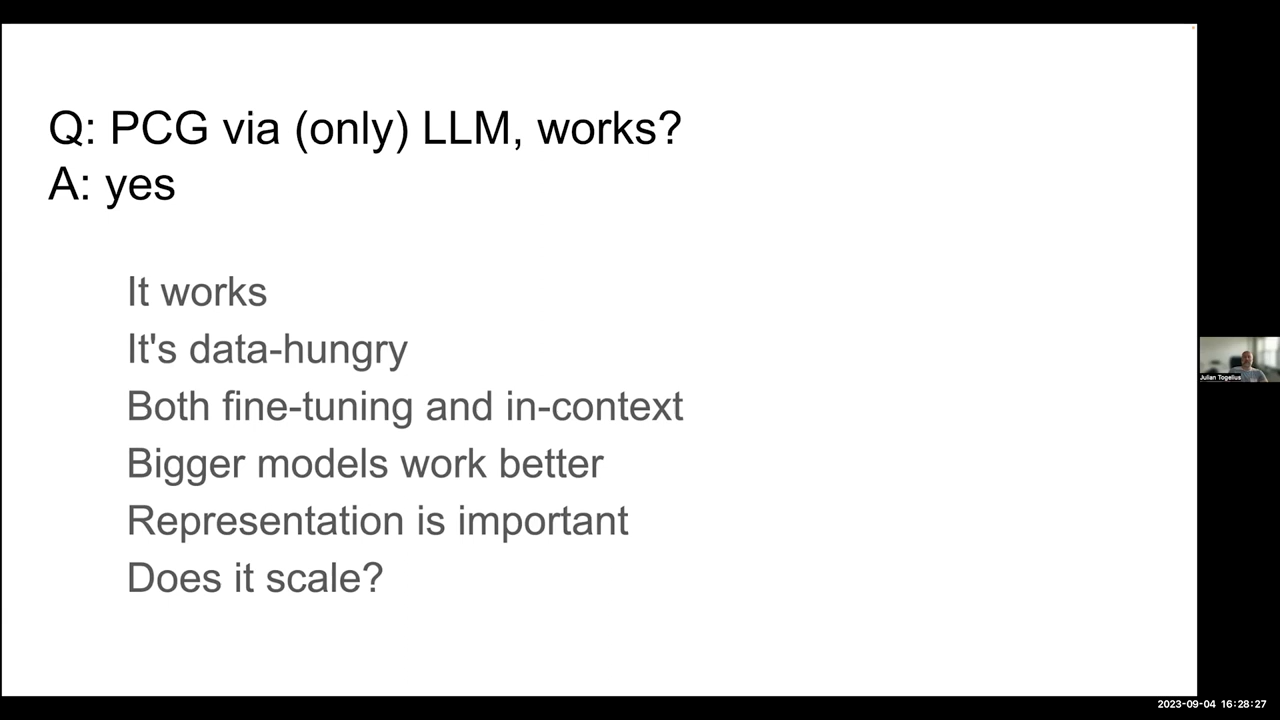 Q: PCG via (only) LLM, works?
A: yes
It works
It's data-hungry
Both fine-tuning and in-context
Bigger models work better
Representation is important
Does it scale?
Julian Togelius
2023-09-04 16:28:27